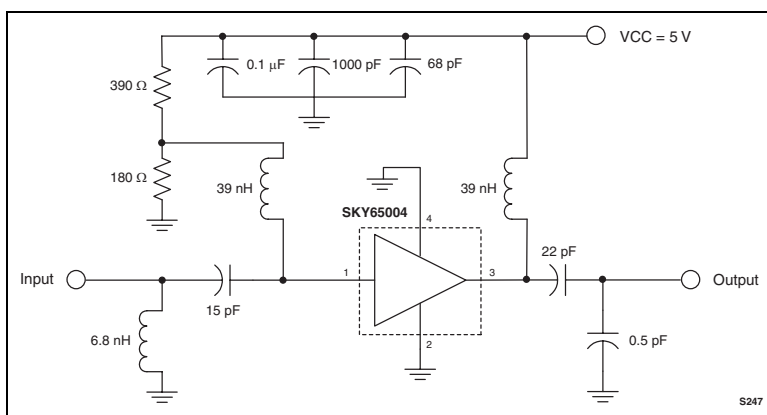 VCC = 5 V
0.1 μF
1000 pF
68 pF
390 Ω
180 Ω
39 nH
39 nH
SKY65004
4
22 pF
Input
1
3
Output
15 pF
6.8 nH
2
0.5 pF
S247